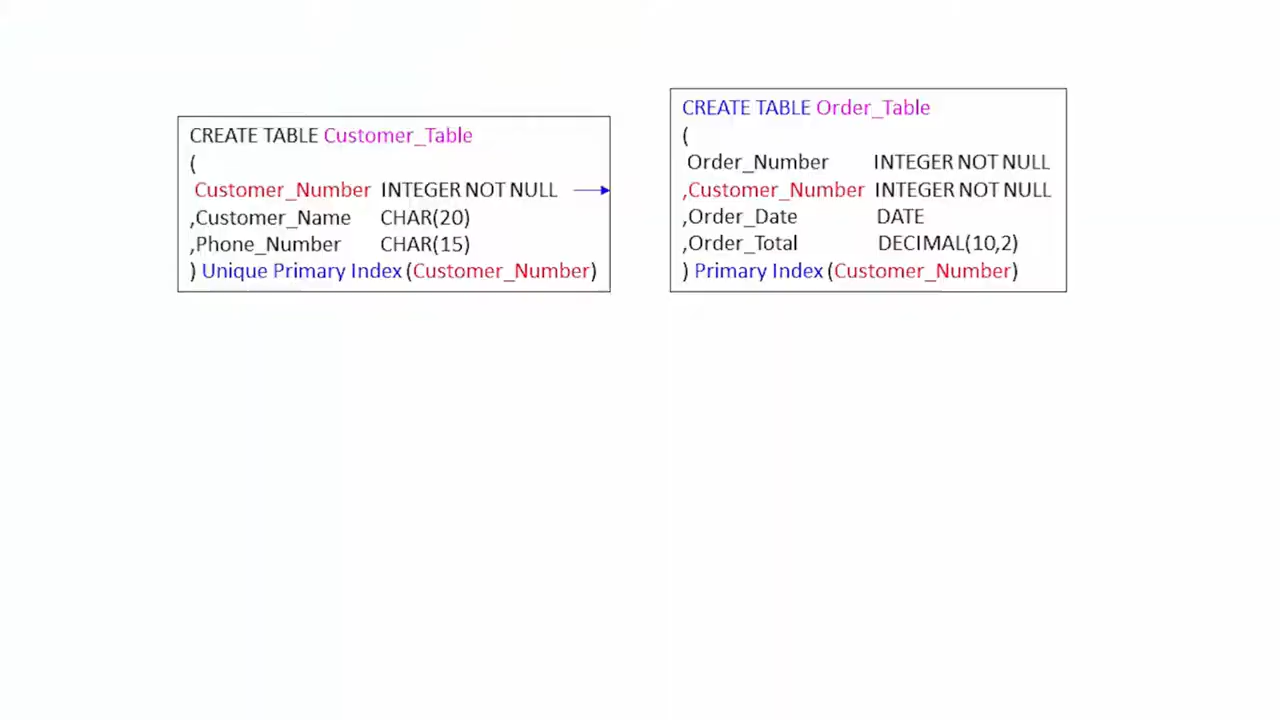 CREATE TABLE Customer_Table
(
Customer_Number INTEGER NOT NULL
,Customer_Name CHAR(20)
,Phone_Number CHAR(15)
) Unique Primary Index (Customer_Number)
CREATE TABLE Order_Table
(
Order_Number INTEGER NOT NULL
,Customer_Number INTEGER NOT NULL
,Order_Date DATE
,Order_Total DECIMAL(10,2)
) Primary Index (Customer_Number)